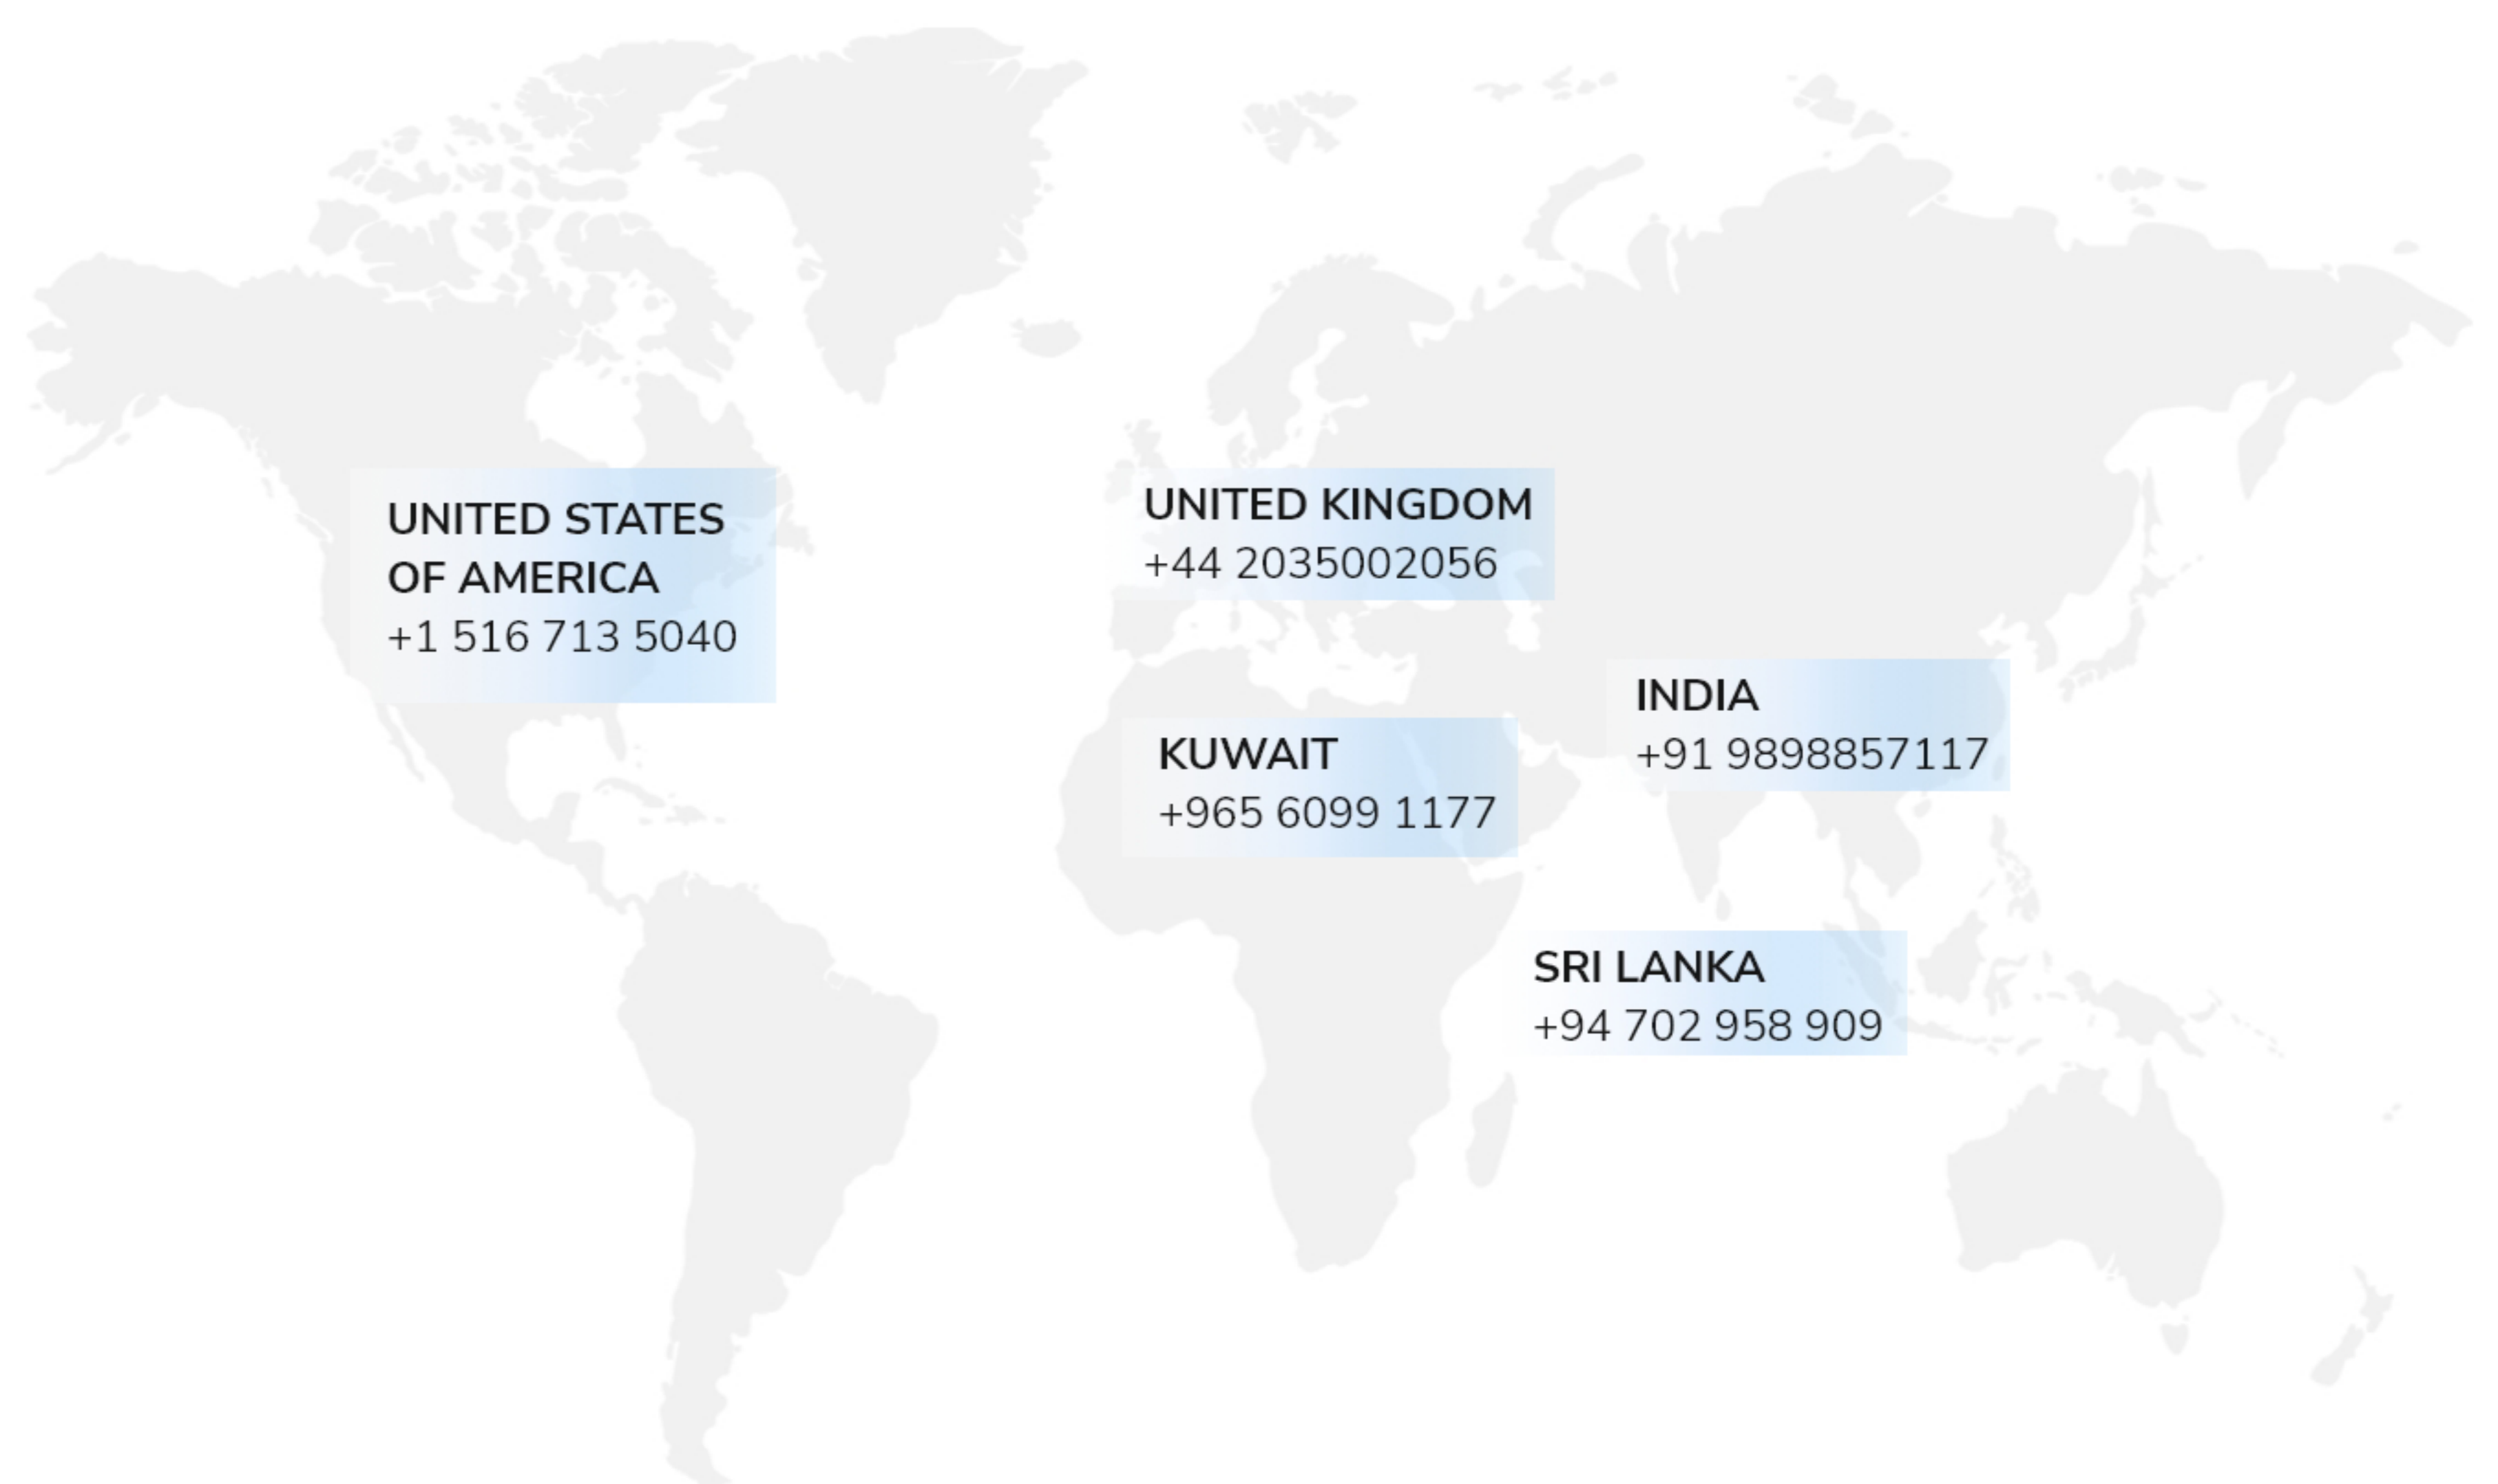 UNITED STATES
OF AMERICA
+1 516 713 5040
UNITED KINGDOM
+44 2035002056
INDIA
+91 9898857117
KUWAIT
+965 6099 1177
SRI LANKA
+94 702 958 909